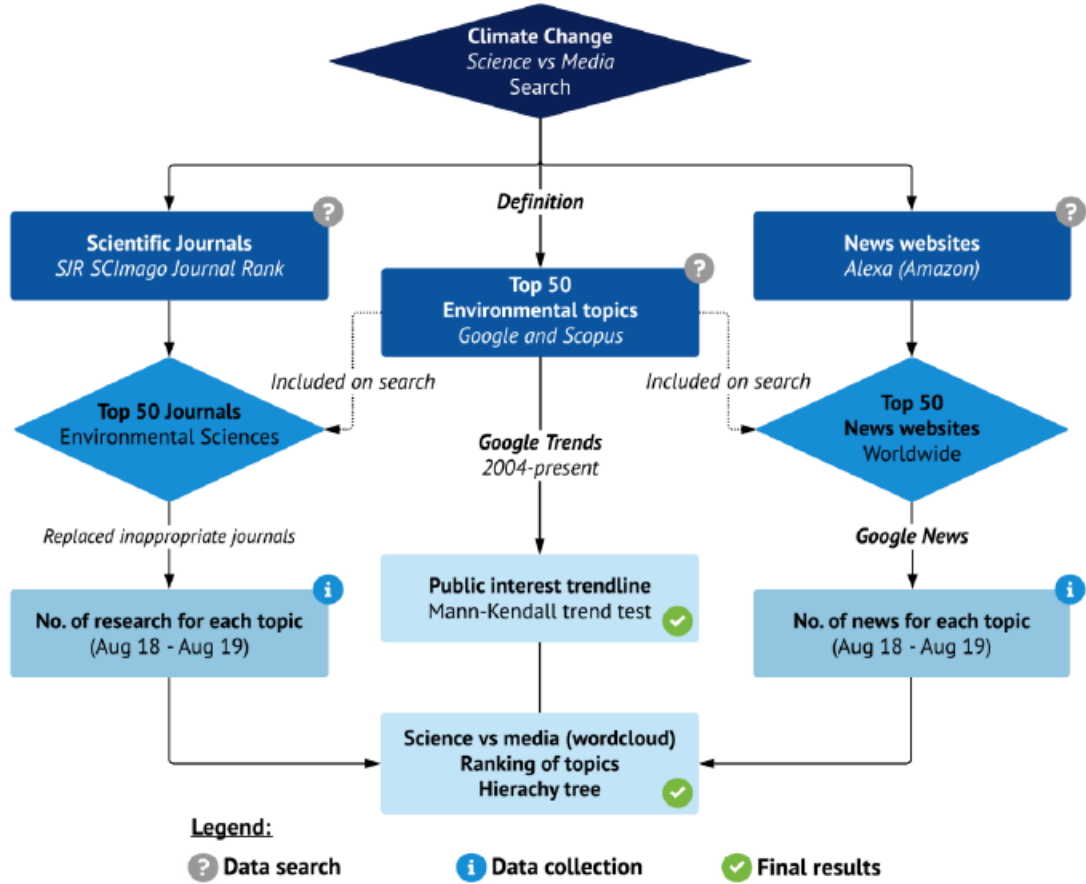 Climate Change
Science vs Media
Search
Definition
Scientific Journals
SJR SCImago Journal Rank
?
Top 50
Environmental topics
Google and Scopus
?
News websites
Alexa (Amazon)
?
Included on search
Included on search
Top 50 Journals
Environmental Sciences
Google Trends
2004-present
Top 50
News websites
Worldwide
Replaced inappropriate journals
Google News
No. of research for each topic
(Aug 18 - Aug 19)
i
Public interest trendline
Mann-Kendall trend test
No. of news for each topic
(Aug 18 - Aug 19)
i
Science vs media (wordcloud)
Ranking of topics
Hierachy tree
Legend:
? Data search
i Data collection
Final results